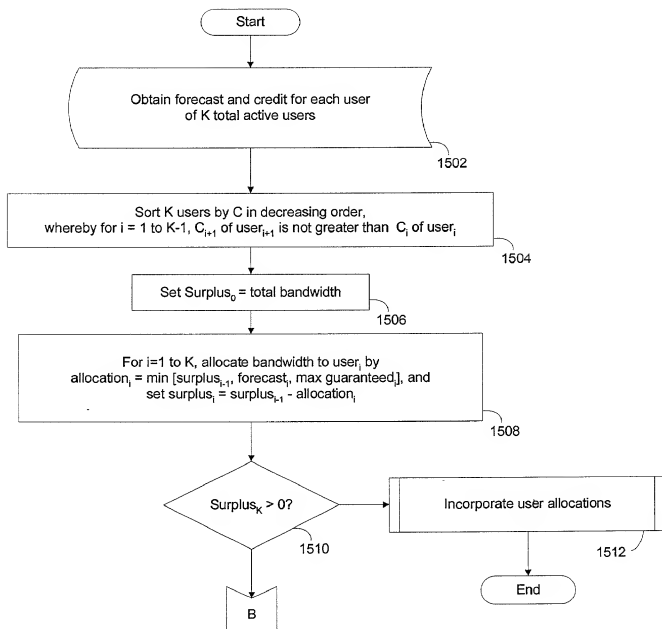 Start
Obtain forecast and credit for each user
of K total active users
1502
Sort K users by C in decreasing order,
whereby for i = 1 to K-1, Ci+1 of useri+1 is not greater than Ci of useri
1504
Set Surplus0 = total bandwidth
1506
For i=1 to K, allocate bandwidth to useri by
allocationi = min [surplusi-1, forecasti, max guaranteedi], and
set surplusi = surplusi-1 - allocationi
1508
SurplusK > 0?
1510
Incorporate user allocations
1512
End
B